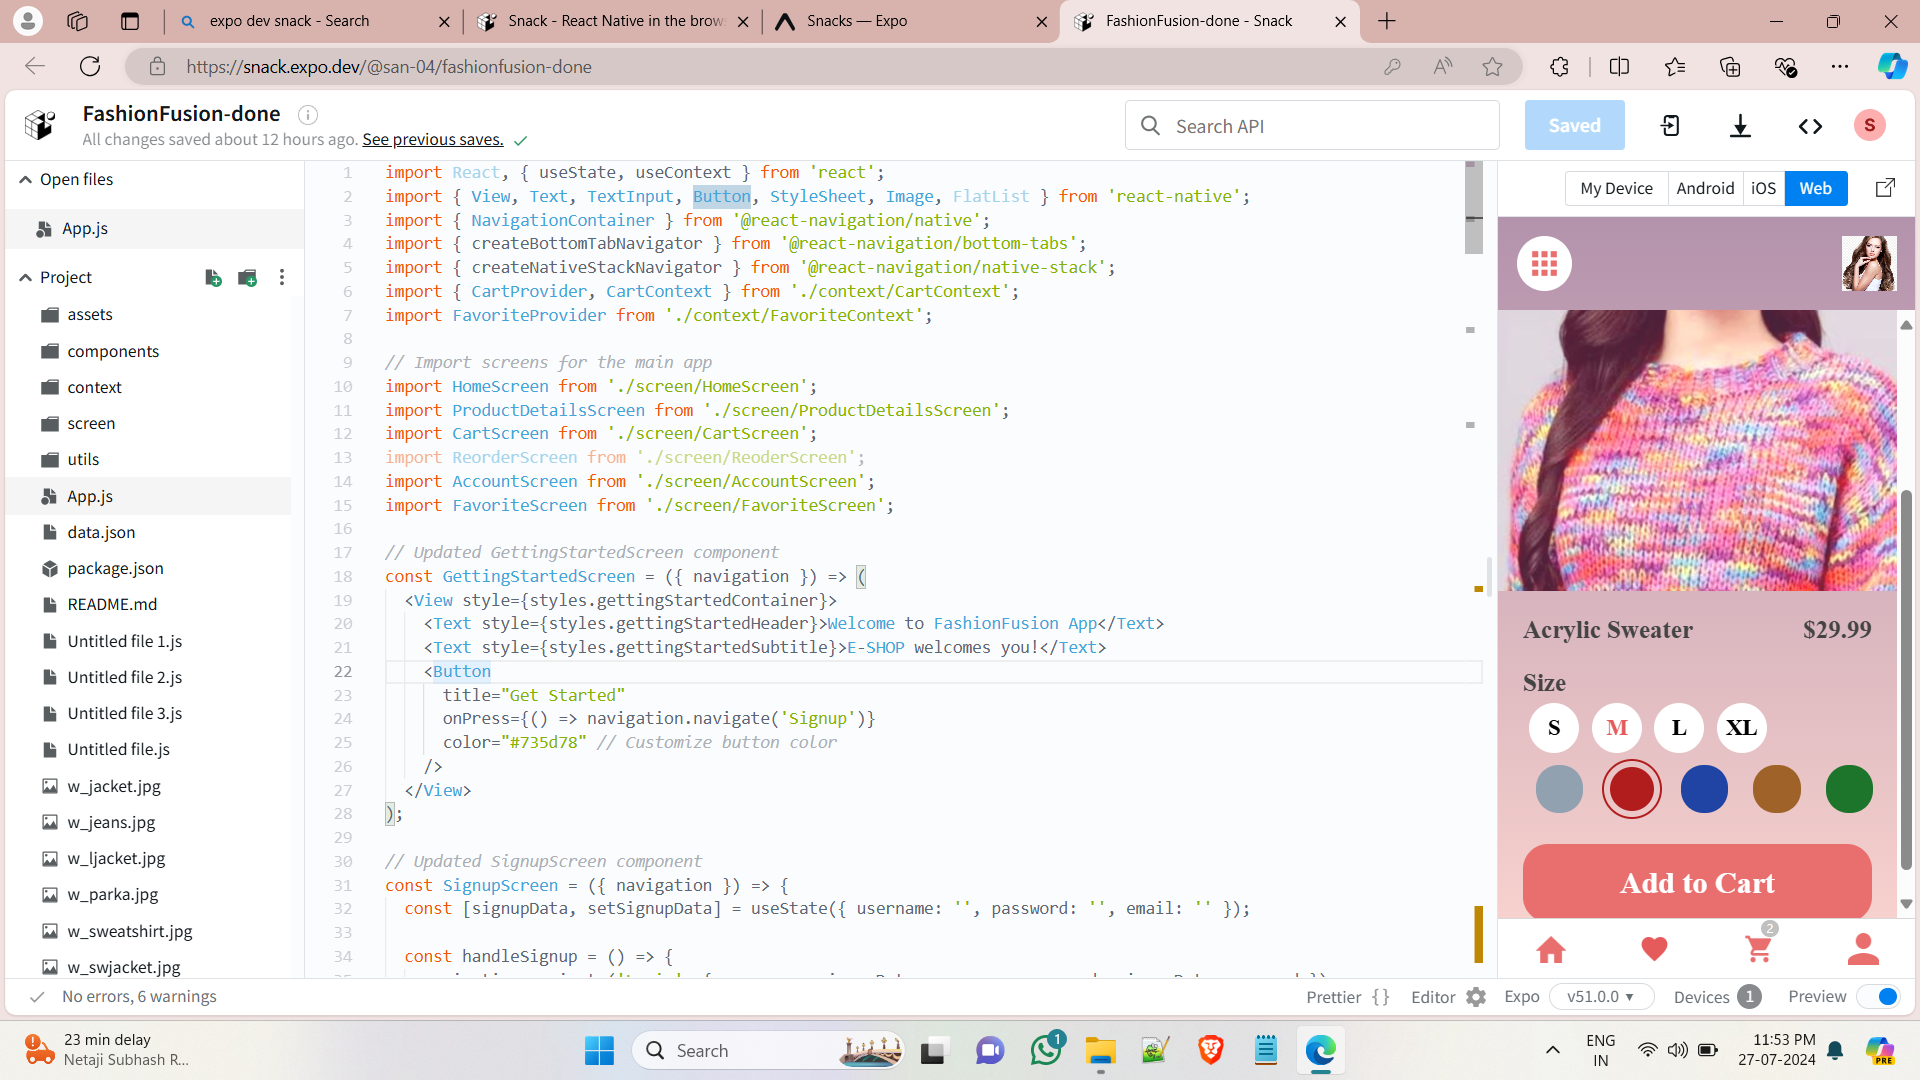 expo dev snack - Search
Snack - React Native in the brow
Snacks — Expo
FashionFusion-done - Snack
https://snack.expo.dev/@san-04/fashionfusion-done
FashionFusion-done
All changes saved about 12 hours ago. See previous saves.
Search API
Saved
S
Open files
App.js
Project
assets
components
context
screen
utils
App.js
data.json
package.json
README.md
Untitled file 1.js
Untitled file 2.js
Untitled file 3.js
Untitled file.js
w_jacket.jpg
w_jeans.jpg
w_ljacket.jpg
w_parka.jpg
w_sweatshirt.jpg
w_swjacket.jpg
1 import React, { useState, useContext } from 'react';
2 import { View, Text, TextInput, Button, StyleSheet, Image, FlatList } from 'react-native';
3 import { NavigationContainer } from '@react-navigation/native';
4 import { createBottomTabNavigator } from '@react-navigation/bottom-tabs';
5 import { createNativeStackNavigator } from '@react-navigation/native-stack';
6 import { CartProvider, CartContext } from './context/CartContext';
7 import FavoriteProvider from './context/FavoriteContext';
8
9 // Import screens for the main app
10 import HomeScreen from './screen/HomeScreen';
11 import ProductDetailsScreen from './screen/ProductDetailsScreen';
12 import CartScreen from './screen/CartScreen';
13 import ReorderScreen from './screen/ReoderScreen';
14 import AccountScreen from './screen/AccountScreen';
15 import FavoriteScreen from './screen/FavoriteScreen';
16
17 // Updated GettingStartedScreen component
18 const GettingStartedScreen = ({ navigation }) => (
19 <View style={styles.gettingStartedContainer}>
20 <Text style={styles.gettingStartedHeader}>Welcome to FashionFusion App</Text>
21 <Text style={styles.gettingStartedSubtitle}>E-SHOP welcomes you!</Text>
22 <Button
23 title="Get Started"
24 onPress={() => navigation.navigate('Signup')}
25 color="#735d78" // Customize button color
26 />
27 </View>
28 );
29
30 // Updated SignupScreen component
31 const SignupScreen = ({ navigation }) => {
32 const [signupData, setSignupData] = useState({ username: '', password: '', email: '' });
33
34 const handleSignup = () => {
My Device Android iOS Web
Acrylic Sweater $29.99
Size
S M L XL
Add to Cart
2
No errors, 6 warnings
Prettier { } Editor Expo v51.0.0 Devices 1 Preview
23 min delay
Netaji Subhash R...
Search
1
ENG
IN
11:53 PM
27-07-2024
PRE